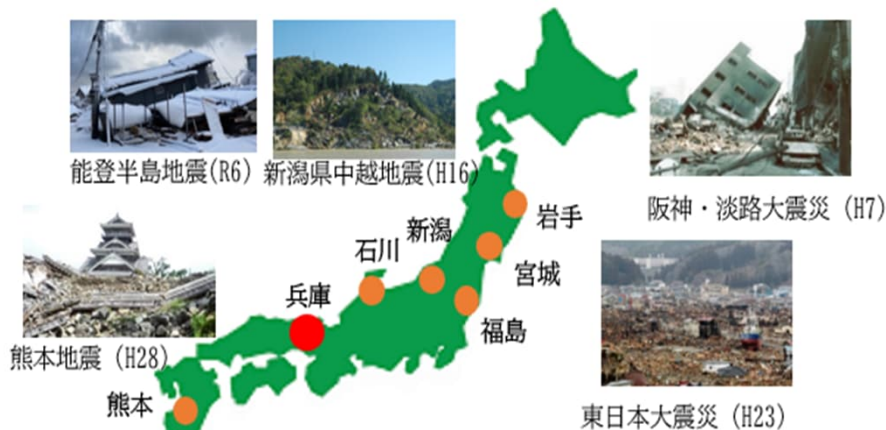 能登半島地震(R6)
新潟県中越地震(H16)
阪神・淡路大震災 (H7)
岩手
新潟
石川
宮城
兵庫
福島
熊本地震 (H28)
熊本
東日本大震災 (H23)